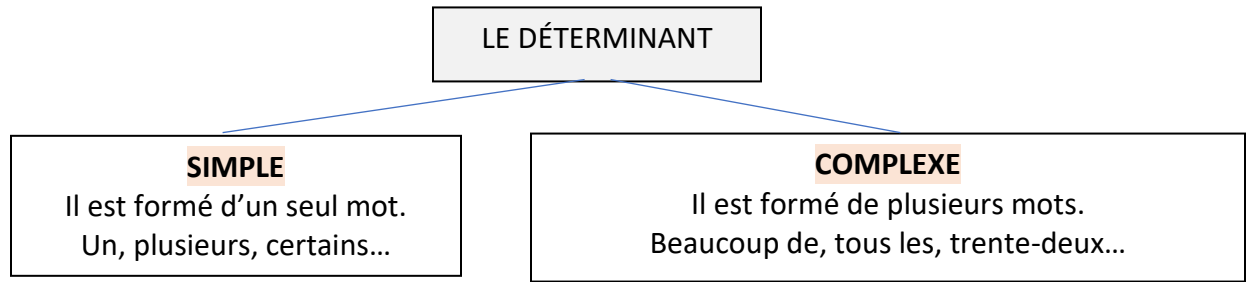 LE DÉTERMINANT
SIMPLE
Il est formé d’un seul mot.
Un, plusieurs, certains…
COMPLEXE
Il est formé de plusieurs mots.
Beaucoup de, tous les, trente-deux…